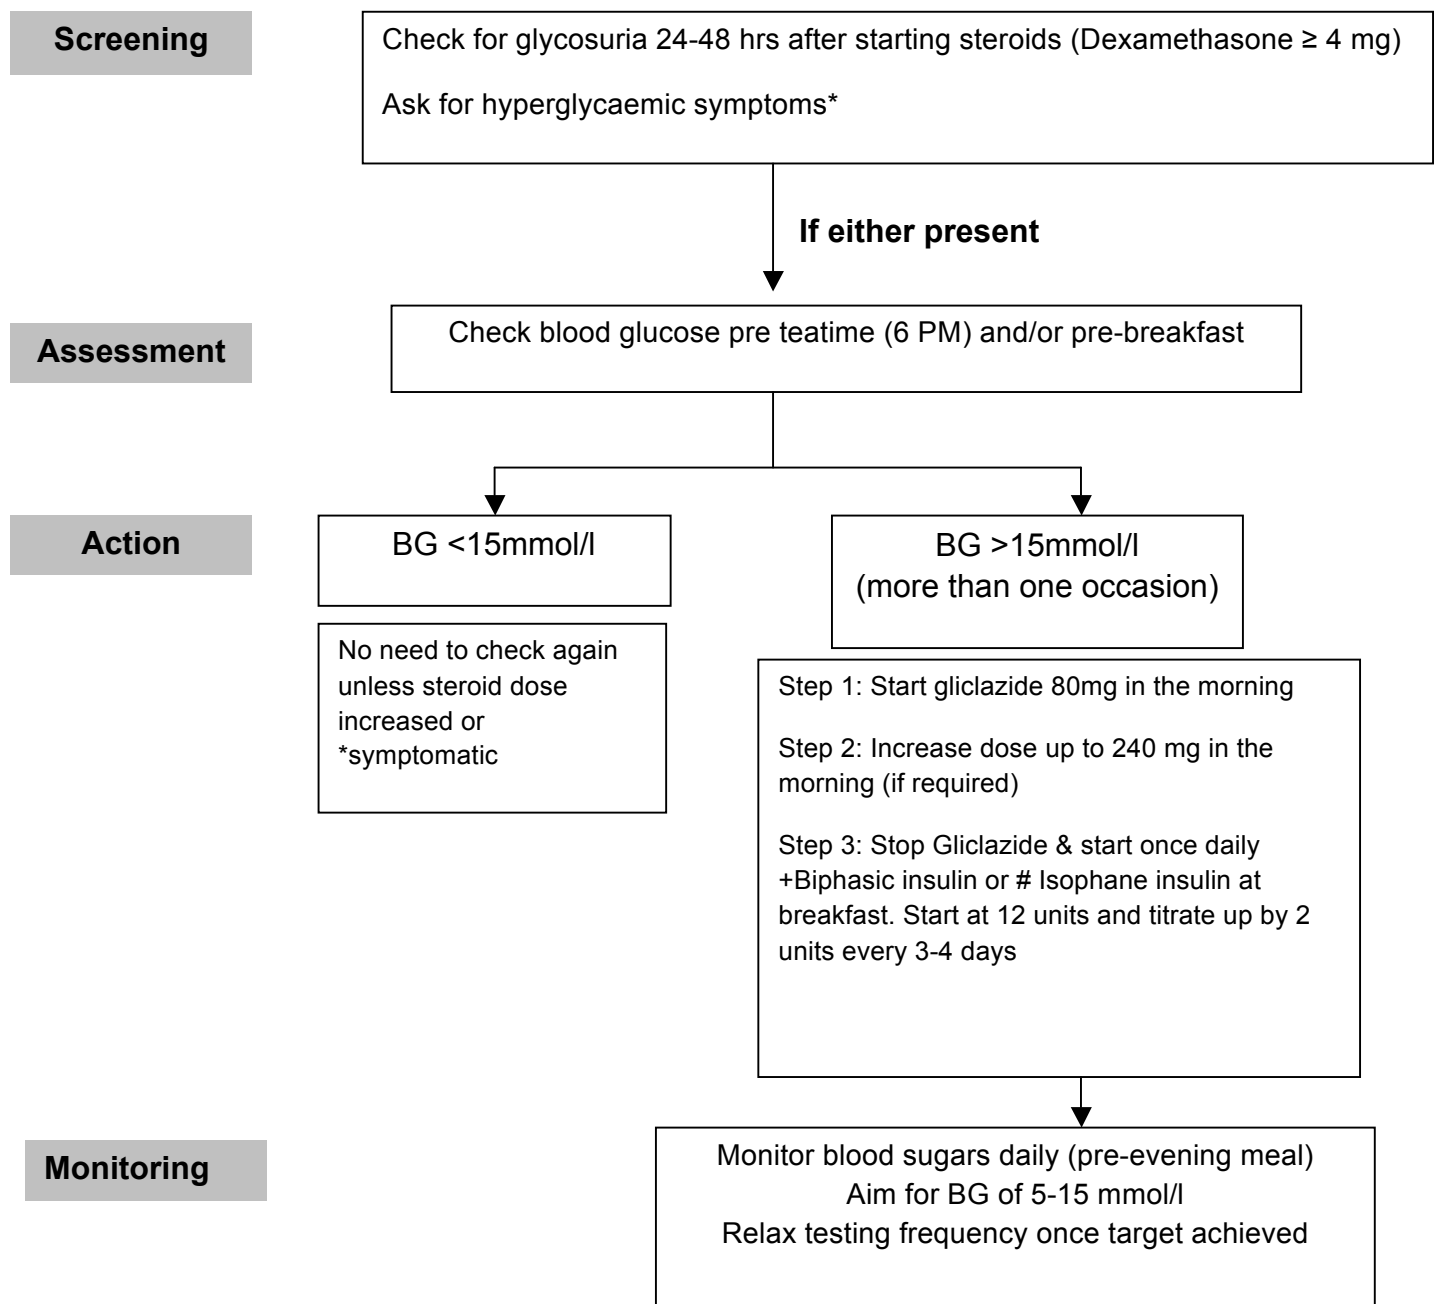 Screening
Check for glycosuria 24-48 hrs after starting steroids (Dexamethasone ≥ 4 mg)
Ask for hyperglycaemic symptoms*
If either present
Assessment
Check blood glucose pre teatime (6 PM) and/or pre-breakfast
Action
BG <15mmol/l
No need to check again
unless steroid dose
increased or
*symptomatic
BG >15mmol/l
(more than one occasion)
Step 1: Start gliclazide 80mg in the morning
Step 2: Increase dose up to 240 mg in the
morning (if required)
Step 3: Stop Gliclazide & start once daily
+Biphasic insulin or # Isophane insulin at
breakfast. Start at 12 units and titrate up by 2
units every 3-4 days
Monitoring
Monitor blood sugars daily (pre-evening meal)
Aim for BG of 5-15 mmol/l
Relax testing frequency once target achieved